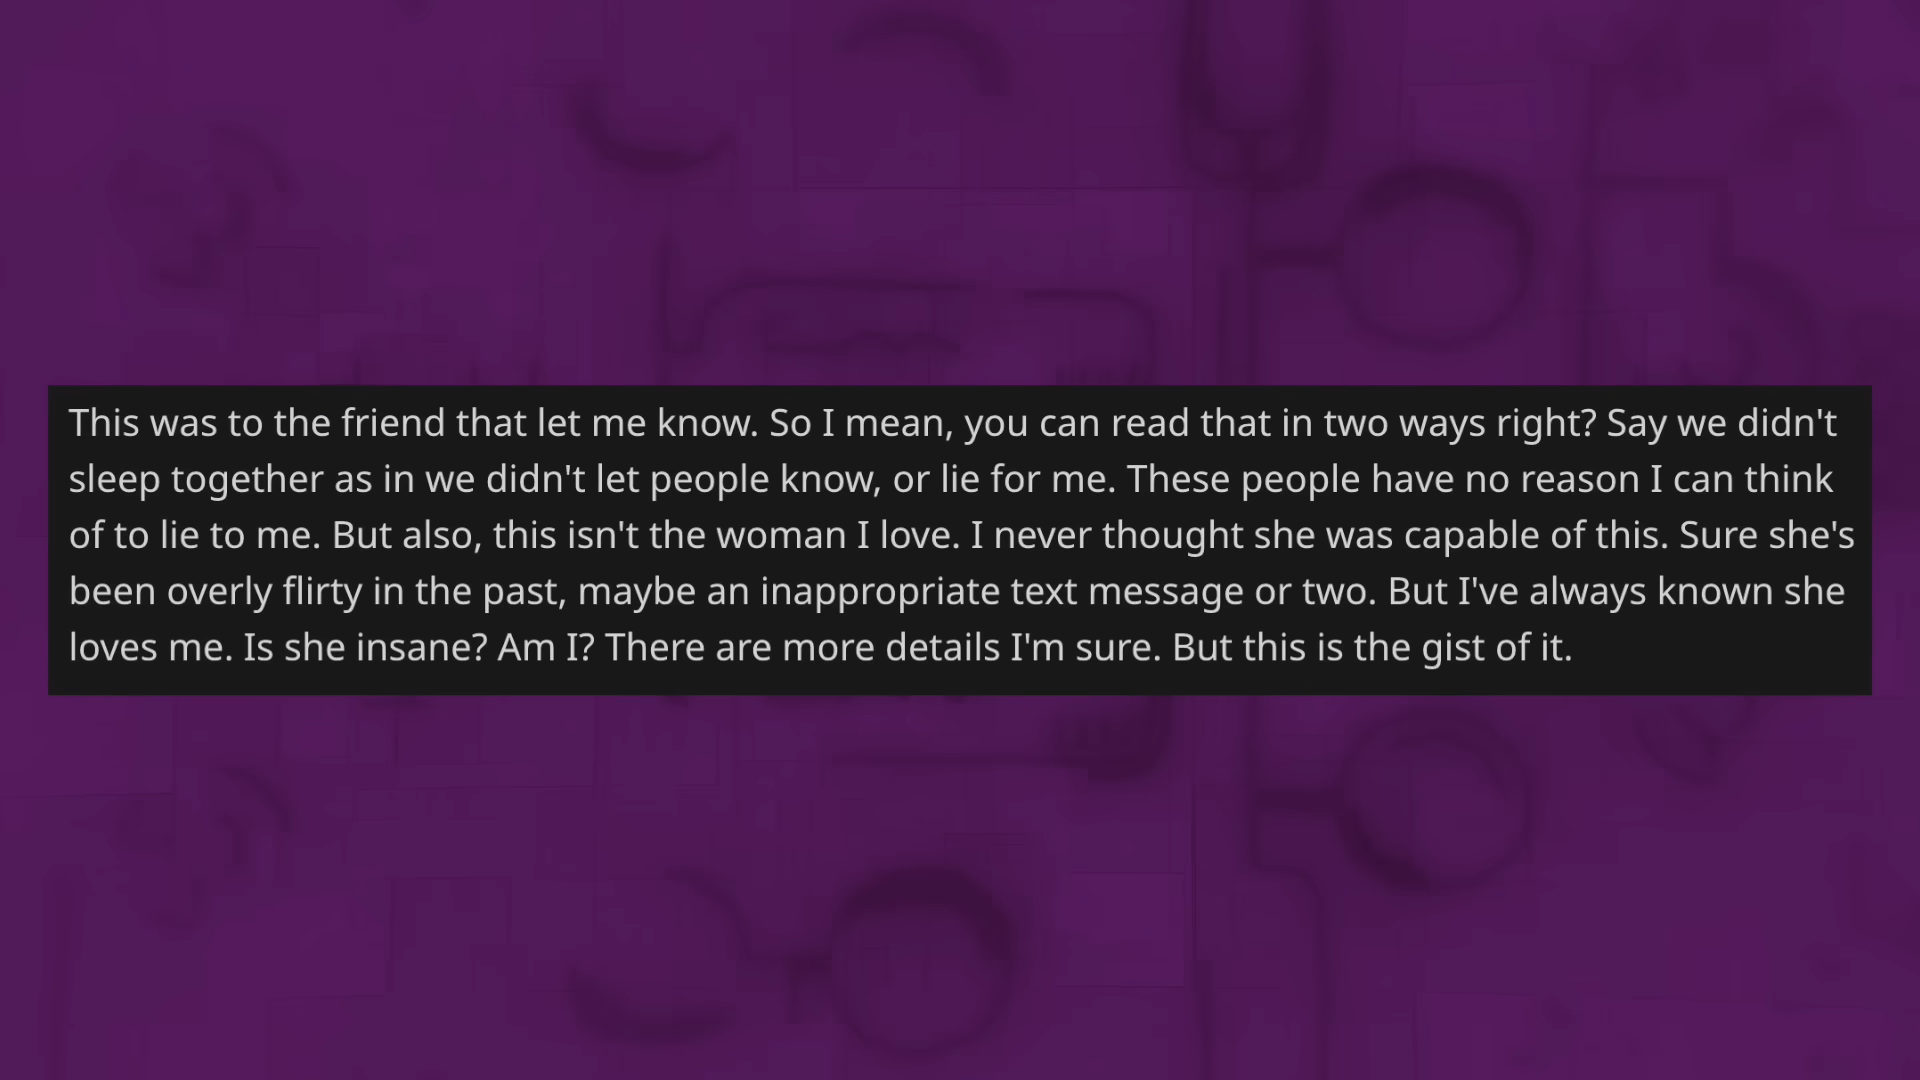 This was to the friend that let me know. So I mean, you can read that in two ways right? Say we didn't
sleep together as in we didn't let people know, or lie for me. These people have no reason I can think
of to lie to me. But also, this isn't the woman I love. I never thought she was capable of this. Sure she's
been overly flirty in the past, maybe an inappropriate text message or two. But I've always known she
loves me. Is she insane? Am I? There are more details I'm sure. But this is the gist of it.